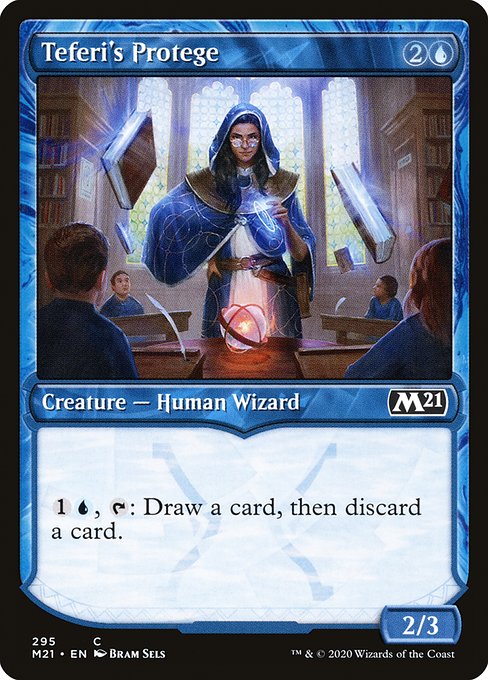 Teferi's Protege 2
Creature — Human Wizard M21
1, : Draw a card, then discard
a card.
2/3
295 C
M21 • EN Bram Sels ™ & © 2020 Wizards of the Coast